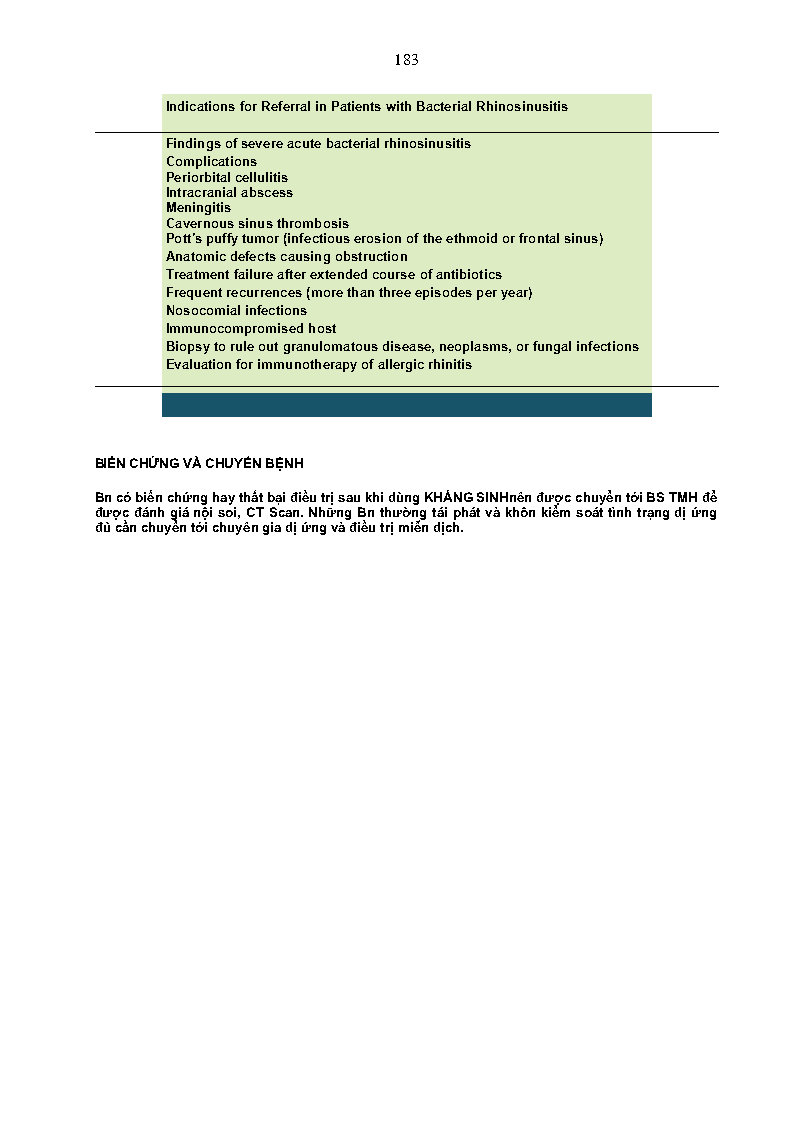 183
Indications for Referral in Patients with Bacterial Rhinosinusitis
Findings of severe acute bacterial rhinosinusitis
Complications
Periorbital cellulitis
Intracranial abscess
Meningitis
Cavernous sinus thrombosis
Pott's puffy tumor (infectious erosion of the ethmoid or frontal sinus)
Anatomic defects causing obstruction
Treatment failure after extended course of antibiotics
Frequent recurrences (more than three episodes per year)
Nosocomial infections
Immunocompromised host
Biopsy to rule out granulomatous disease, neoplasms, or fungal infections
Evaluation for immunotherapy of allergic rhinitis
BIẾN CHỨNG VÀ CHUYỂN BỆNH
Bn có biến chứng hay thất bại điều trị sau khi dùng KHÁNG SINHnên được chuyển tới BS TMH để
được đánh giá nội soi, CT Scan. Những Bn thường tái phát và khôn kiểm soát tình trạng dị ứng
đủ cần chuyển tới chuyên gia dị ứng và điều trị miễn dịch.